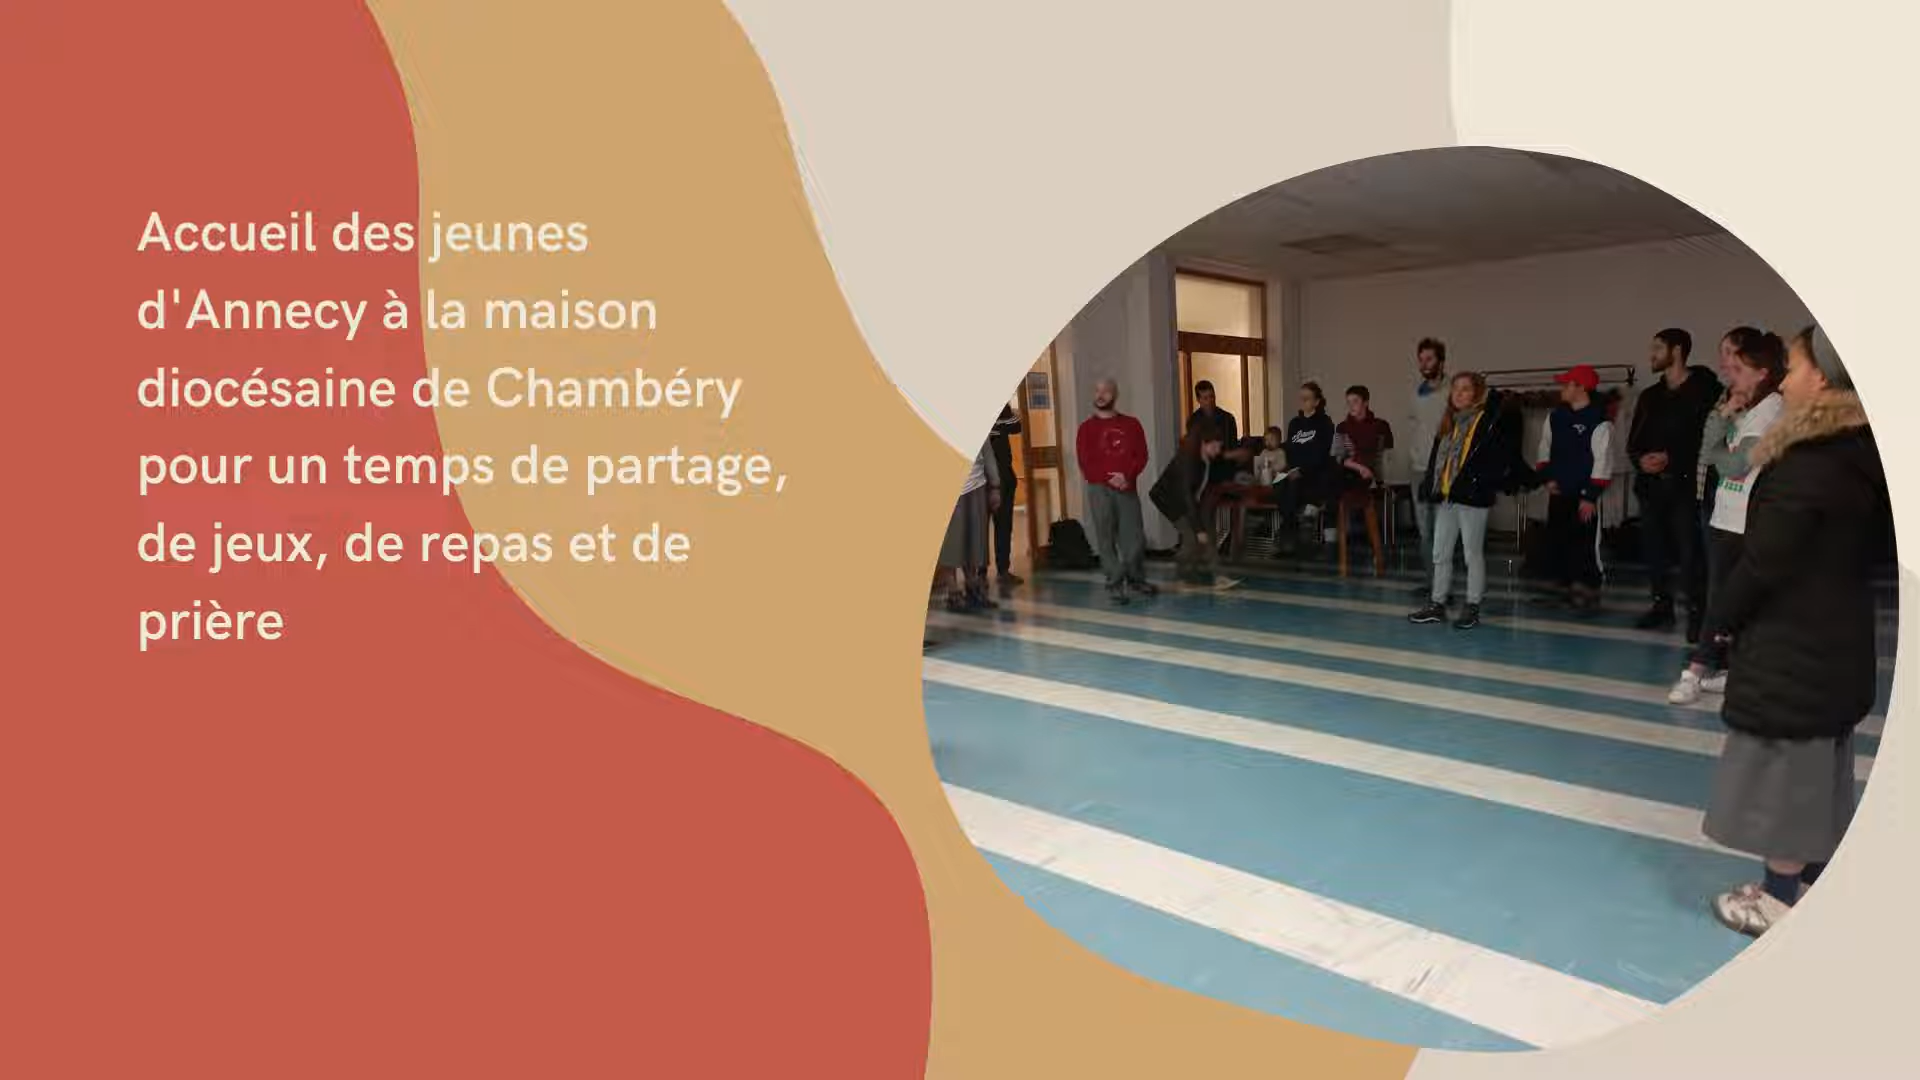 Accueil des jeunes
d'Annecy à la maison
diocésaine de Chambéry
pour un temps de partage,
de jeux, de repas et de
prière